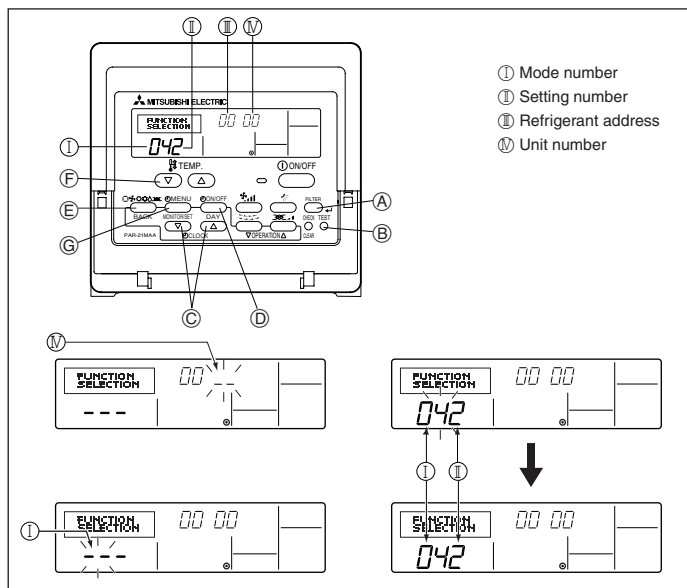 Ⅱ Ⅲ Ⅳ
Ⅰ Mode number
Ⅱ Setting number
Ⅲ Refrigerant address
Ⅳ Unit number
MITSUBISHI ELECTRIC
FUNCTION
SELECTION
00 00
Ⅰ
042
F
TEMP.
ON/OFF
E
MENU
ON/OFF
FILTER
A
BACK
MONITOR/SET
DAY
CHECK TEST
B
G
PAR-21MAA
CLOCK
OPERATION
CLEAR
C
D
Ⅳ
FUNCTION
SELECTION
00 --
---
FUNCTION
SELECTION
00 00
042
Ⅰ Ⅱ
Ⅰ
FUNCTION
SELECTION
00 00
---
FUNCTION
SELECTION
00 00
042